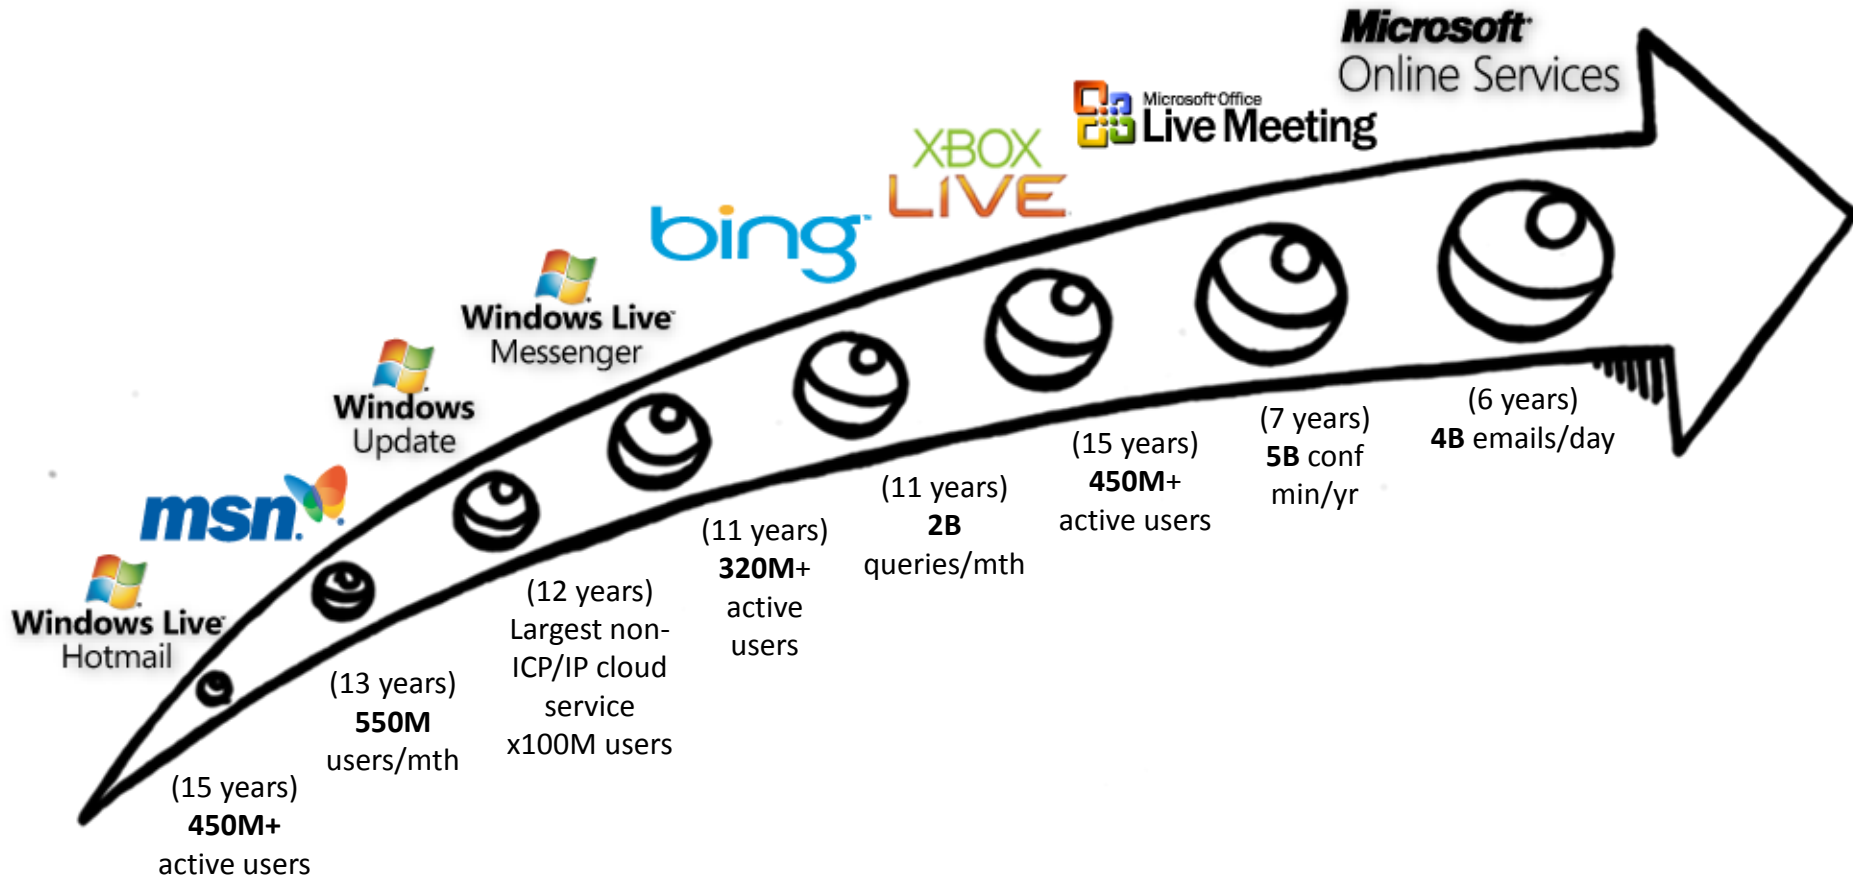 Microsoft
Online Services
Microsoft Office
Live Meeting
XBOX
LIVE
bing
Windows Live
Messenger
Windows
Update
msn.
Windows Live
Hotmail
(15 years)
450M+
active users
(13 years)
550M
users/mth
(12 years)
Largest non-
ICP/IP cloud
service
x100M users
(11 years)
320M+
active
users
(11 years)
2B
queries/mth
(15 years)
450M+
active users
(7 years)
5B conf
min/yr
(6 years)
4B emails/day